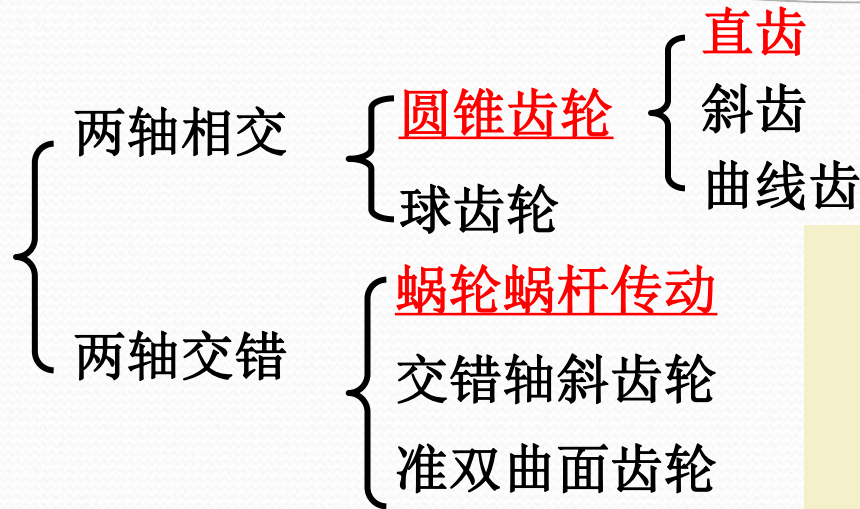 直齿
两轴相交
圆锥齿轮
斜齿
球齿轮
曲线齿
蜗轮蜗杆传动
两轴交错
交错轴斜齿轮
准双曲面齿轮